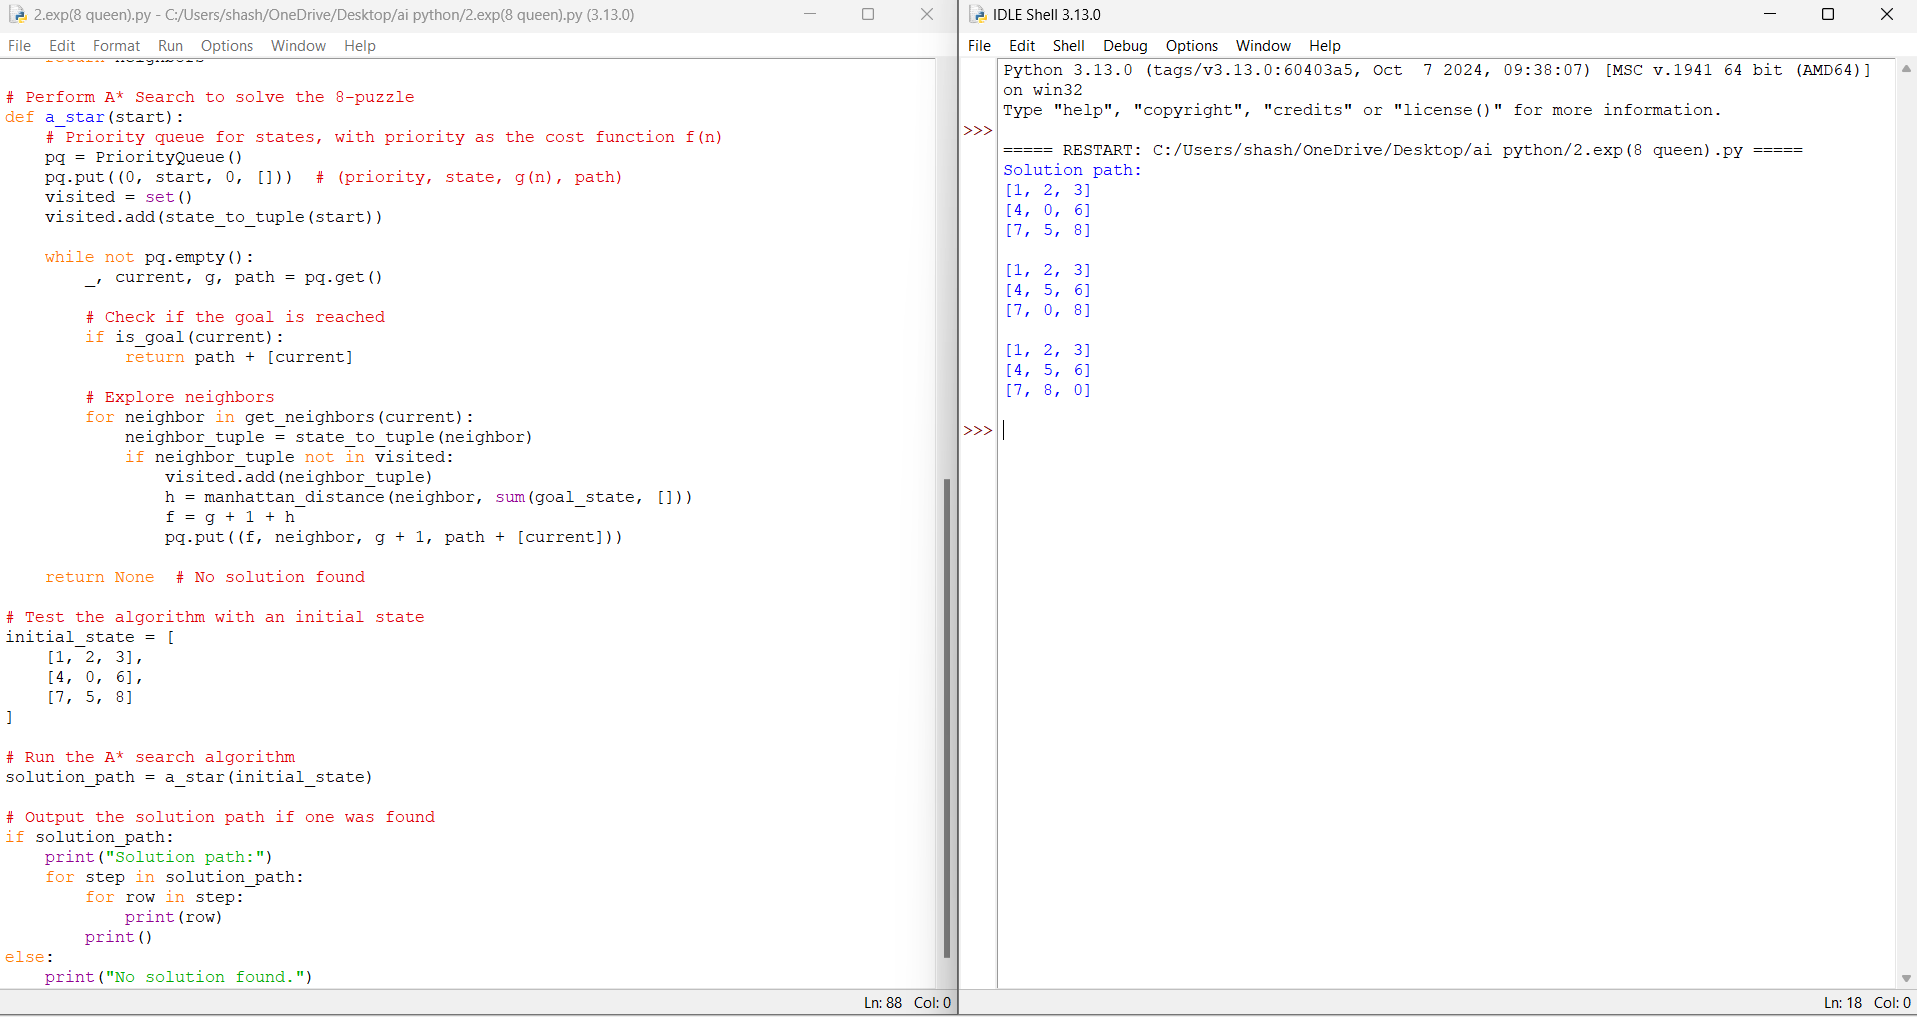 2.exp(8 queen).py - C:/Users/shash/OneDrive/Desktop/ai python/2.exp(8 queen).py (3.13.0)
File Edit Format Run Options Window Help
# Perform A* Search to solve the 8-puzzle
def a_star(start):
    # Priority queue for states, with priority as the cost function f(n)
    pq = PriorityQueue()
    pq.put((0, start, 0, []))  # (priority, state, g(n), path)
    visited = set()
    visited.add(state_to_tuple(start))
    while not pq.empty():
        _, current, g, path = pq.get()
        # Check if the goal is reached
        if is_goal(current):
            return path + [current]
        # Explore neighbors
        for neighbor in get_neighbors(current):
            neighbor_tuple = state_to_tuple(neighbor)
            if neighbor_tuple not in visited:
                visited.add(neighbor_tuple)
                h = manhattan_distance(neighbor, sum(goal_state, []))
                f = g + 1 + h
                pq.put((f, neighbor, g + 1, path + [current]))
    return None  # No solution found
# Test the algorithm with an initial state
initial_state = [
    [1, 2, 3],
    [4, 0, 6],
    [7, 5, 8]
]
# Run the A* search algorithm
solution_path = a_star(initial_state)
# Output the solution path if one was found
if solution_path:
    print("Solution path:")
    for step in solution_path:
        for row in step:
            print(row)
        print()
else:
    print("No solution found.")
Ln: 88 Col: 0
IDLE Shell 3.13.0
File Edit Shell Debug Options Window Help
Python 3.13.0 (tags/v3.13.0:60403a5, Oct  7 2024, 09:38:07) [MSC v.1941 64 bit (AMD64)]
on win32
Type "help", "copyright", "credits" or "license()" for more information.
>>>
===== RESTART: C:/Users/shash/OneDrive/Desktop/ai python/2.exp(8 queen).py =====
Solution path:
[1, 2, 3]
[4, 0, 6]
[7, 5, 8]
[1, 2, 3]
[4, 5, 6]
[7, 0, 8]
[1, 2, 3]
[4, 5, 6]
[7, 8, 0]
>>>
Ln: 18 Col: 0